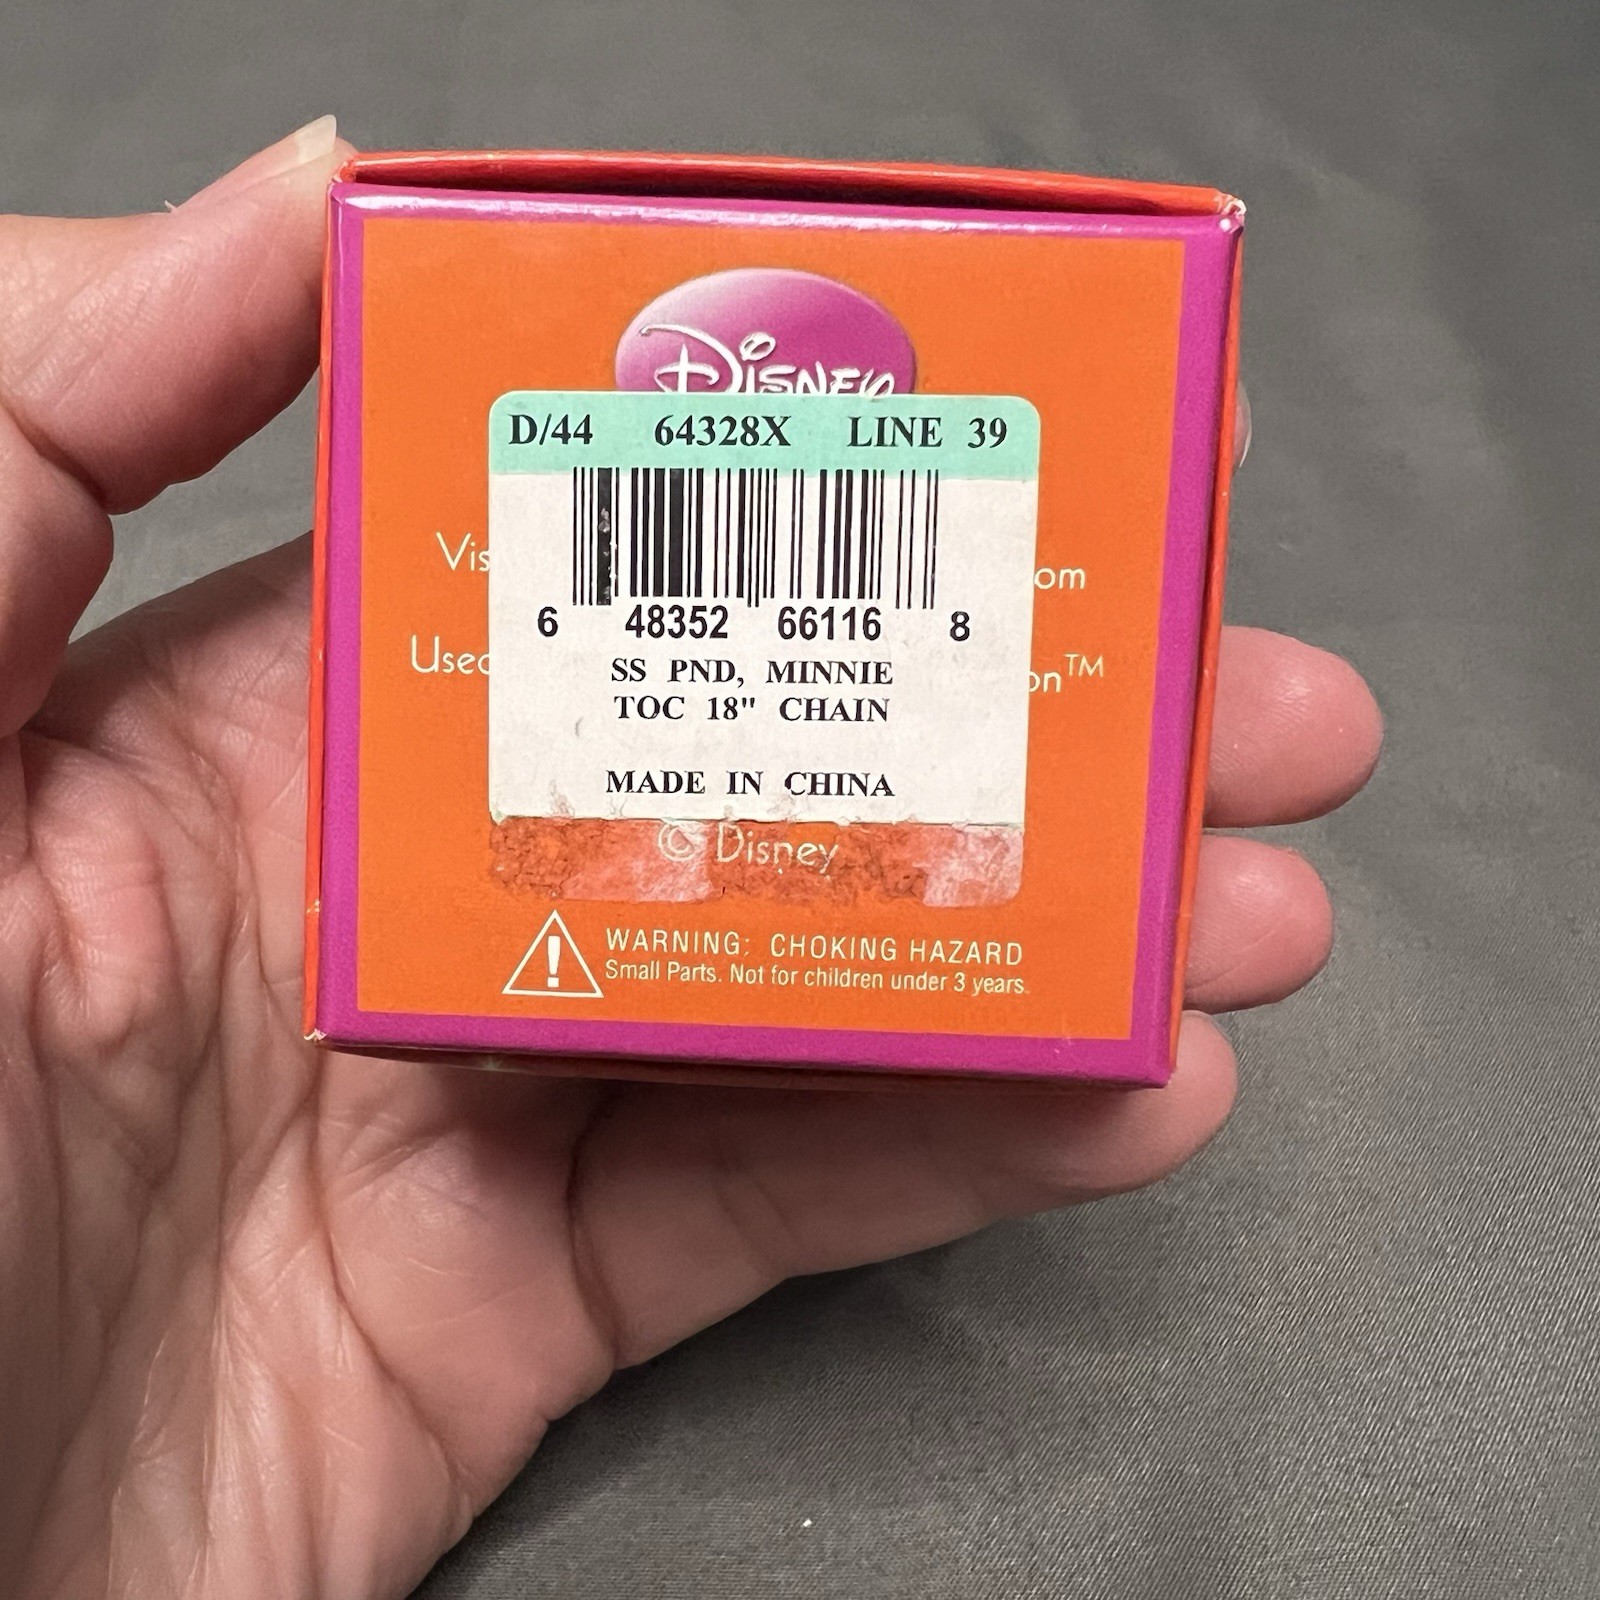 Disney
D/44 64328X LINE 39
6 48352 66116 8
SS PND, MINNIE
TOC 18" CHAIN
MADE IN CHINA
© Disney
WARNING: CHOKING HAZARD
Small Parts. Not for children under 3 years.